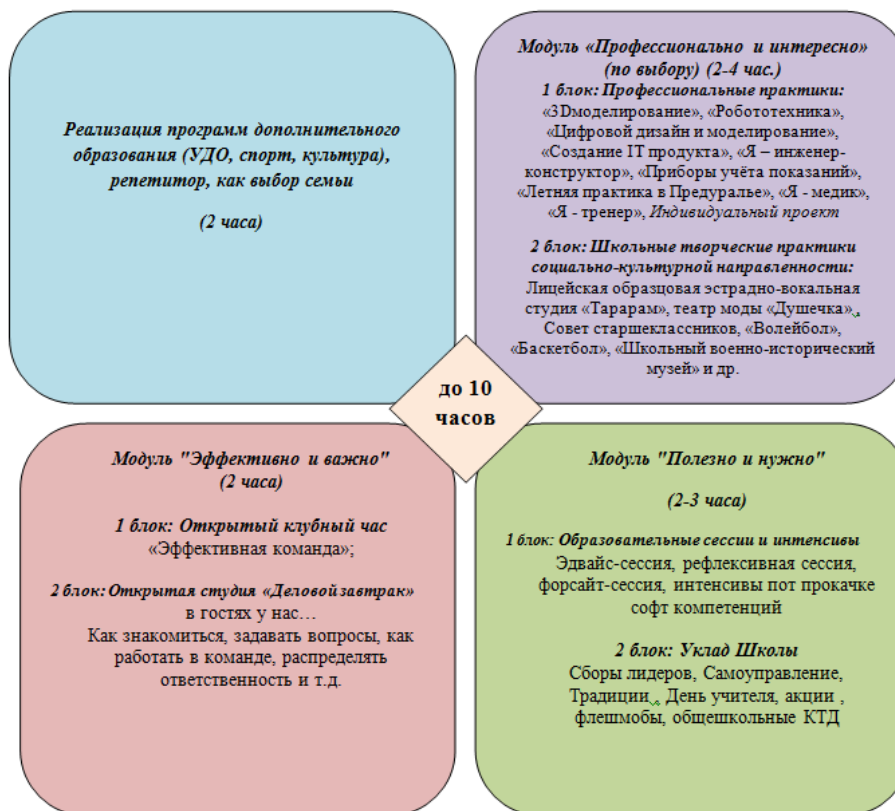 Реализация программ дополнительного
образования (УДО, спорт, культура),
репетитор, как выбор семьи
(2 часа)
Модуль «Профессионально и интересно»
(по выбору) (2-4 час.)
1 блок: Профессиональные практики:
«3Dмоделирование», «Робототехника»,
«Цифровой дизайн и моделирование»,
«Создание IT продукта», «Я – инженер-
конструктор», «Приборы учёта показаний»,
«Летняя практика в Предуралье», «Я - медик»,
«Я - тренер», Индивидуальный проект
2 блок: Школьные творческие практики
социально-культурной направленности:
Лицейская образцовая эстрадно-вокальная
студия «Тарарам», театр моды «Душечка»,
Совет старшеклассников, «Волейбол»,
«Баскетбол», «Школьный военно-исторический
музей» и др.
до 10
часов
Модуль "Эффективно и важно"
(2 часа)
1 блок: Открытый клубный час
«Эффективная команда»;
2 блок: Открытая студия «Деловой завтрак»
в гостях у нас…
Как знакомиться, задавать вопросы, как
работать в команде, распределять
ответственность и т.д.
Модуль "Полезно и нужно"
(2-3 часа)
1 блок: Образовательные сессии и интенсивы
Эдвайс-сессия, рефлексивная сессия,
форсайт-сессия, интенсивы пот прокачке
софт компетенций
2 блок: Уклад Школы
Сборы лидеров, Самоуправление,
Традиции, День учителя, акции ,
флешмобы, общешкольные КТД